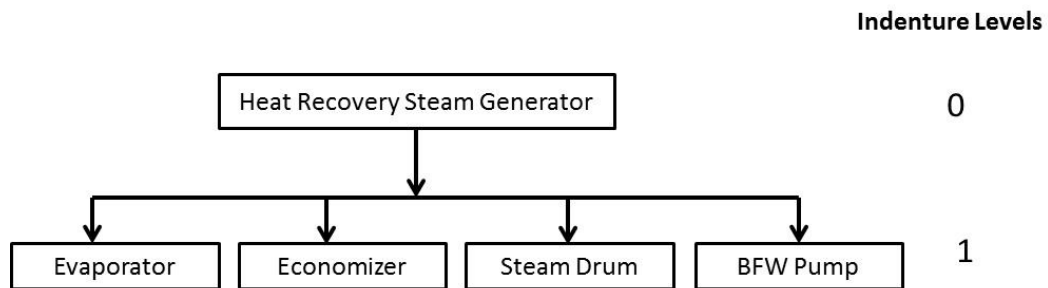 Indenture Levels
Heat Recovery Steam Generator
0
Evaporator
Economizer
Steam Drum
BFW Pump
1